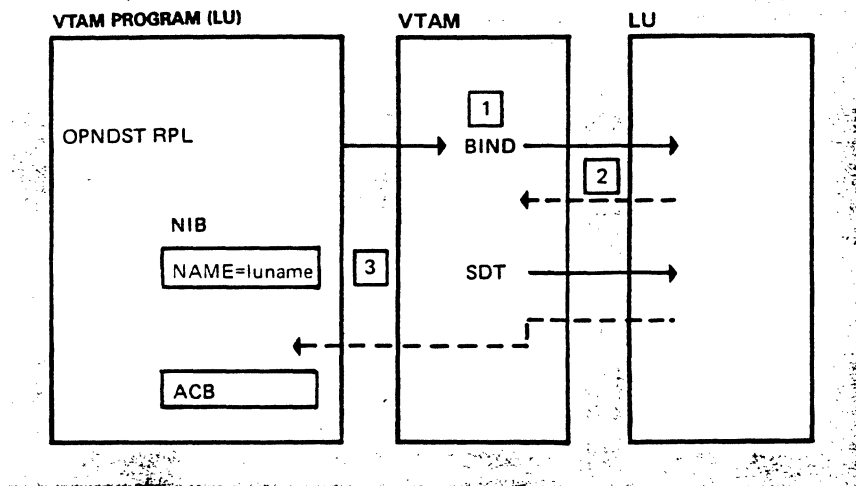 VTAM PROGRAM (LU)
VTAM
LU
1
OPNDST RPL
BIND
2
NIB
NAME=luname
3
SDT
ACB